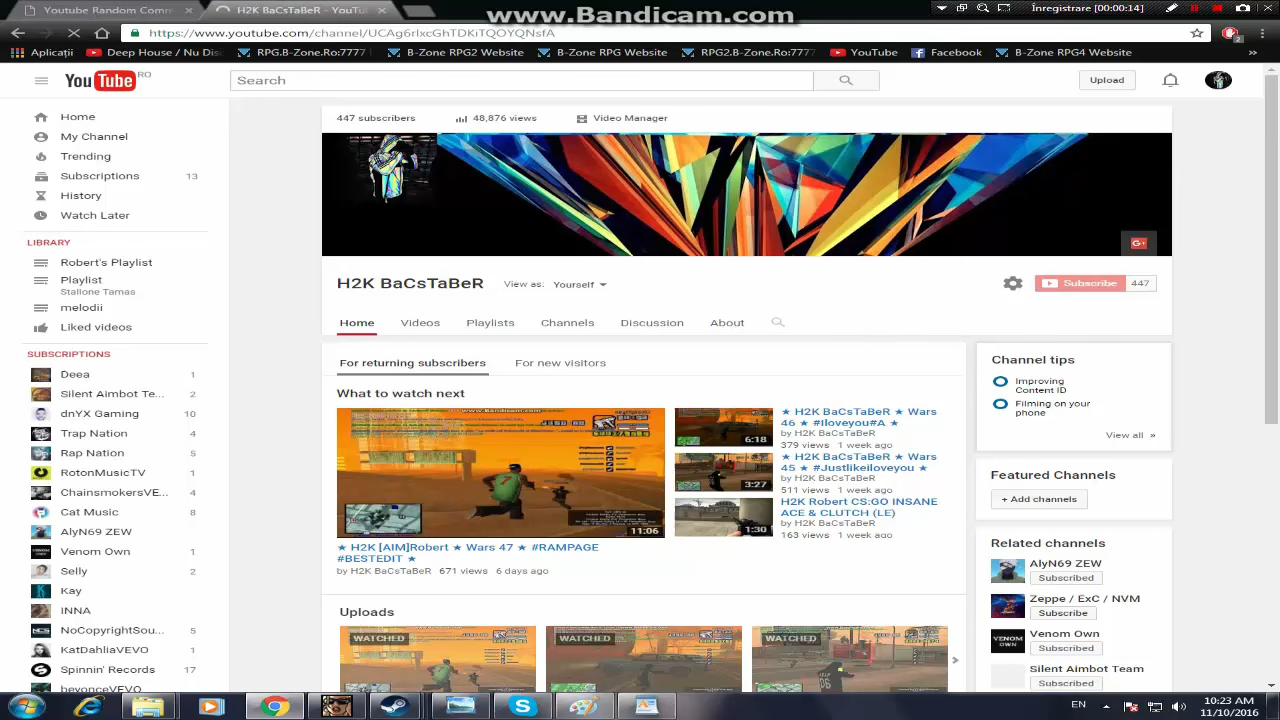 YouTube Random Comm
H2K BaCsTaBeR - YouTu
www.Bandicam.com
Înregistrare [00:00:14]
https://www.youtube.com/channel/UCAg6rlxcGhTDKiTQOYQNsfA
2
Aplicații
Deep House / Nu Dis
RPG.B-Zone.Ro:7777
B-Zone RPG2 Website
B-Zone RPG Website
RPG2.B-Zone.Ro:7777
YouTube
Facebook
B-Zone RPG4 Website
»
YouTube RO
Search
Upload
447 subscribers
48,876 views
Video Manager
Home
My Channel
Trending
Subscriptions 13
History
Watch Later
LIBRARY
Robert's Playlist
Playlist
Stallone Tamas
melodii
Liked videos
SUBSCRIPTIONS
Deea 1
Silent Aimbot Te... 2
dnYX Gaming 10
Trap Nation 4
Rap Nation 5
RotonMusicTV 1
ChainsmokersVE... 4
Cat Music 8
AlyN69 ZEW
Venom Own 1
Selly 2
Kay
INNA
NoCopyrightSou... 5
KatDahliaVEVO 1
Spinnin' Records 17
beyonceVEVO
G+
H2K BaCsTaBeR
View as: Yourself
Subscribe 447
Home
Videos
Playlists
Channels
Discussion
About
For returning subscribers
For new visitors
What to watch next
www.Bandicam.com
11:06
★ H2K [AIM]Robert ★ Wars 47 ★ #RAMPAGE
#BESTEDIT ★
by H2K BaCsTaBeR 671 views 6 days ago
6:18
★ H2K BaCsTaBeR ★ Wars
46 ★ #Iloveyou#A ★
by H2K BaCsTaBeR
379 views 1 week ago
3:27
★ H2K BaCsTaBeR ★ Wars
45 ★ #Justlikeiloveyou ★
by H2K BaCsTaBeR
511 views 1 week ago
1:30
H2K Robert CS:GO INSANE
ACE & CLUTCH (LE)
by H2K BaCsTaBeR
163 views 1 week ago
Uploads
WATCHED
WATCHED
WATCHED
Channel tips
Improving
Content ID
Filming on your
phone
View all »
Featured Channels
+ Add channels
Related channels
AlyN69 ZEW
Subscribed
Zeppe / ExC / NVM
Subscribe
VENOM
OWN
Venom Own
Subscribed
Silent Aimbot Team
Subscribed
EN
10:23 AM
11/10/2016